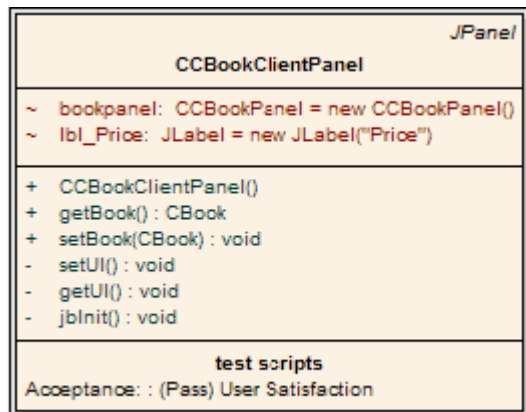 JPanel
CCBookClientPanel
~ bookpanel: CCBookPanel = new CCBookPanel()
~ lbl_Price: JLabel = new JLabel("Price")
+ CCBookClientPanel()
+ getBook() : CBook
+ setBook(CBook) : void
- setUI() : void
- getUI() : void
- jbInit() : void
test scripts
Acceptance: : (Pass) User Satisfaction